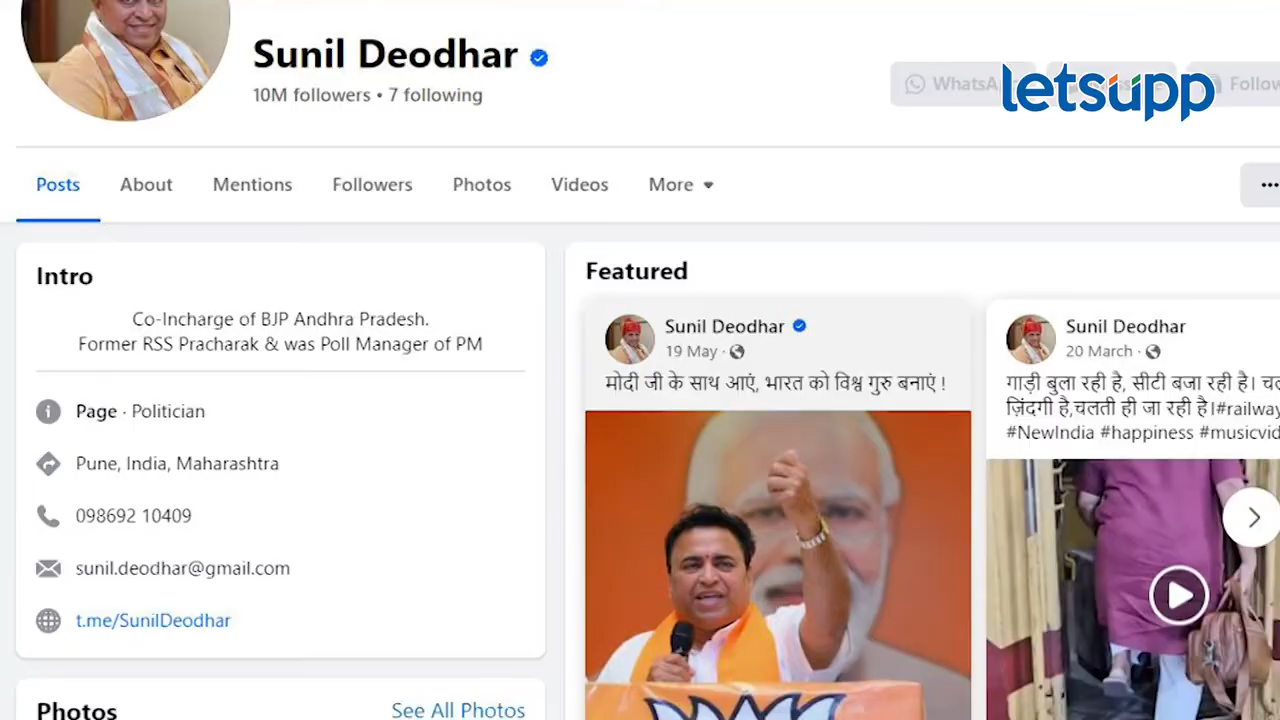 Sunil Deodhar
10M followers • 7 following
letsupp
Posts About Mentions Followers Photos Videos More
Intro
Co-Incharge of BJP Andhra Pradesh.
Former RSS Pracharak & was Poll Manager of PM
Page · Politician
Pune, India, Maharashtra
098692 10409
sunil.deodhar@gmail.com
t.me/SunilDeodhar
Photos See All Photos
Featured
Sunil Deodhar
19 May ·
मोदी जी के साथ आएं, भारत को विश्व गुरु बनाएं !
Sunil Deodhar
20 March ·
गाड़ी बुला रही है, सीटी बजा रही है।
ज़िंदगी है,चलती ही जा रही है।#railway
#NewIndia #happiness #musicvid